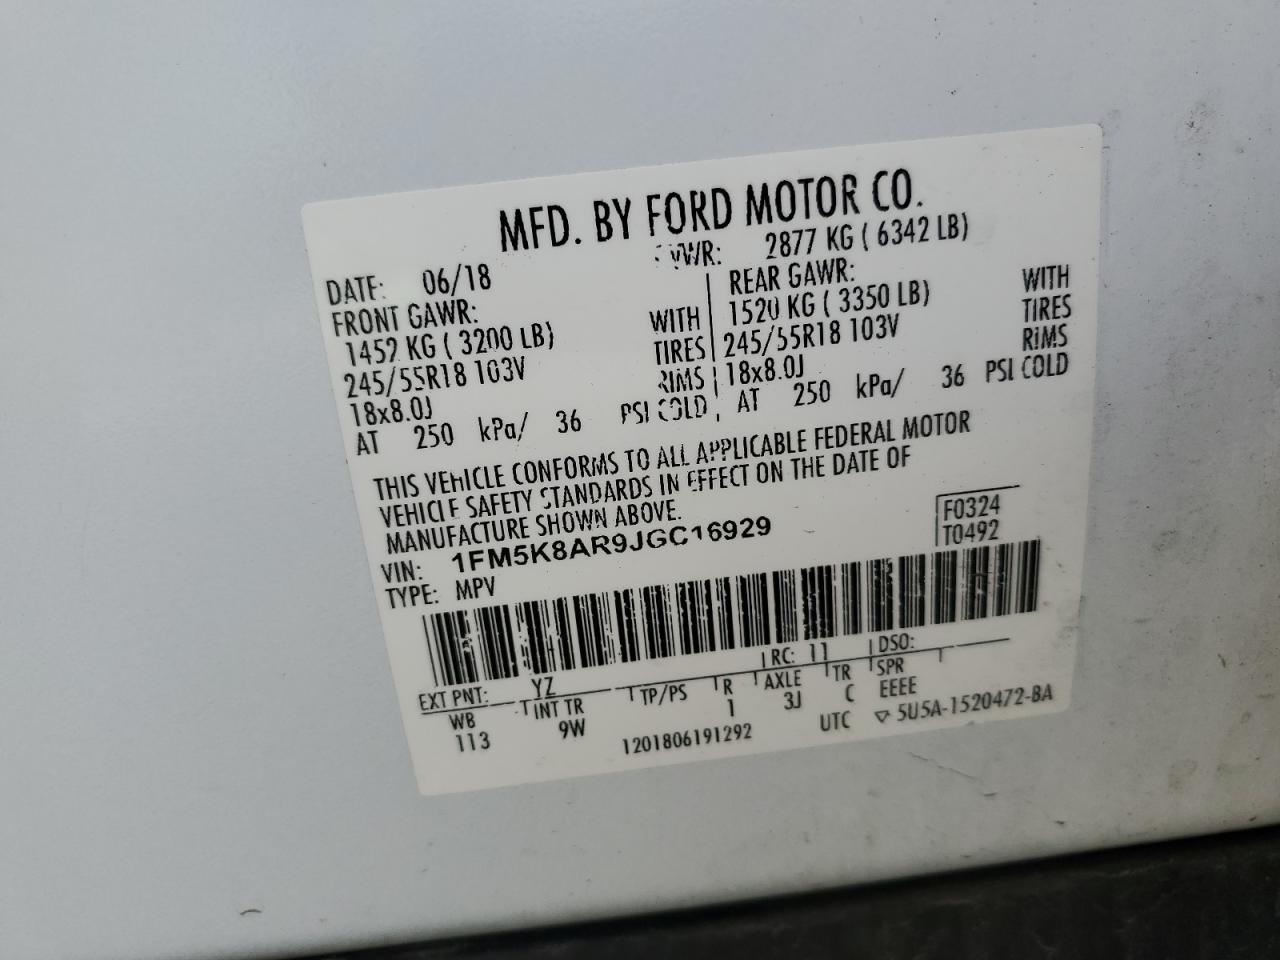 MFD. BY FORD MOTOR CO.
DATE: 06/18 GVWR: 2877 KG ( 6342 LB)
FRONT GAWR: REAR GAWR:
1452 KG ( 3200 LB) WITH 1520 KG ( 3350 LB) WITH
245/55R18 103V TIRES 245/55R18 103V TIRES
18x8.0J RIMS 18x8.0J RIMS
AT 250 kPa/ 36 PSI COLD AT 250 kPa/ 36 PSI COLD
THIS VEHICLE CONFORMS TO ALL APPLICABLE FEDERAL MOTOR
VEHICLE SAFETY STANDARDS IN EFFECT ON THE DATE OF
MANUFACTURE SHOWN ABOVE.
VIN: 1FM5K8AR9JGC16929 F0324
TYPE: MPV T0492
EXT PNT: YZ RC: 11 DSO:
WB INT TR TP/PS R AXLE TR SPR
113 9W 1 3J C EEEE
1201806191292 UTC ▽ 5U5A-1520472-BA